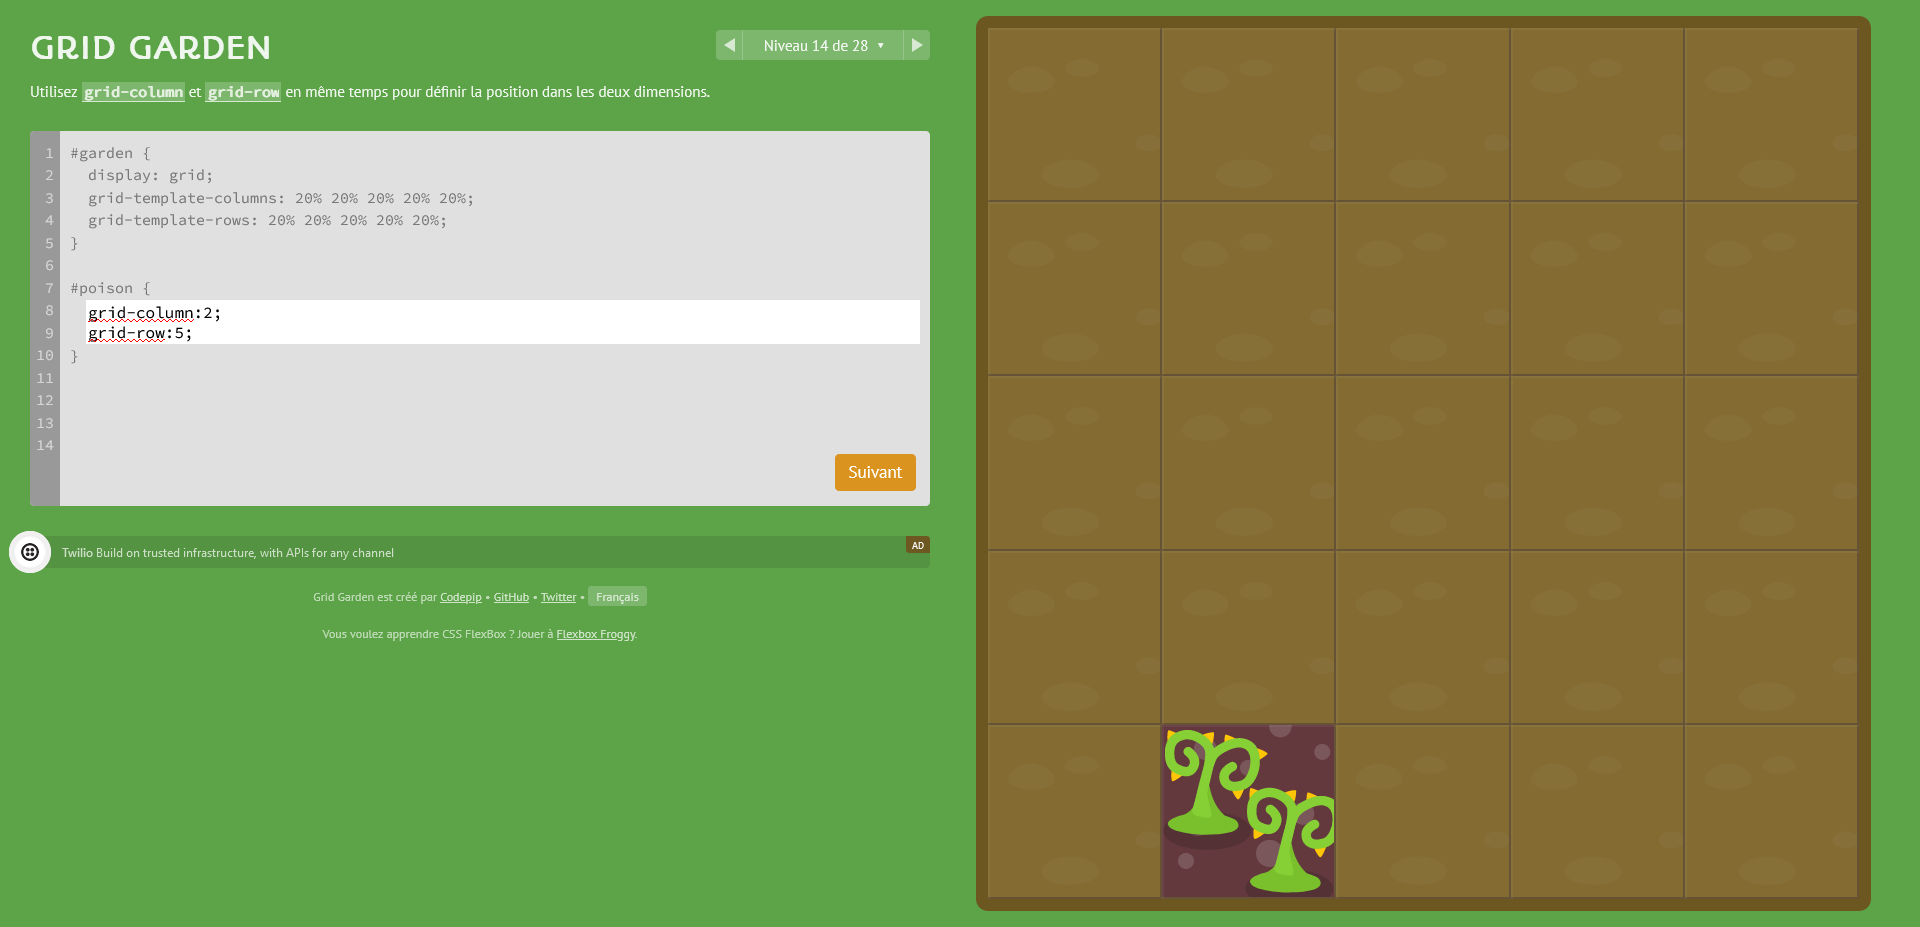 GRID GARDEN
Niveau 14 de 28 ▾
Utilisez grid-column et grid-row en même temps pour définir la position dans les deux dimensions.
1 #garden {
2 display: grid;
3 grid-template-columns: 20% 20% 20% 20% 20%;
4 grid-template-rows: 20% 20% 20% 20% 20%;
5 }
6
7 #poison {
8 grid-column:2;
9 grid-row:5;
10 }
11
12
13
14
Suivant
Twilio Build on trusted infrastructure, with APIs for any channel
AD
Grid Garden est créé par Codepip • GitHub • Twitter • Français
Vous voulez apprendre CSS FlexBox ? Jouer à Flexbox Froggy.